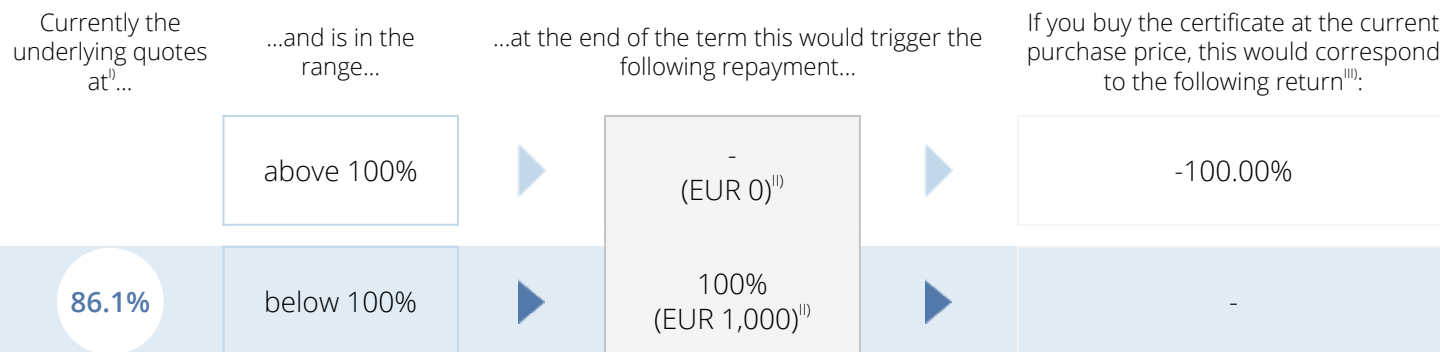 Currently the
underlying quotes
at^I)...
...and is in the
range...
...at the end of the term this would trigger the
following repayment...
If you buy the certificate at the current
purchase price, this would correspond
to the following return^III):
above 100%
-
(EUR 0)^II)
-100.00%
86.1%
below 100%
100%
(EUR 1,000)^II)
-